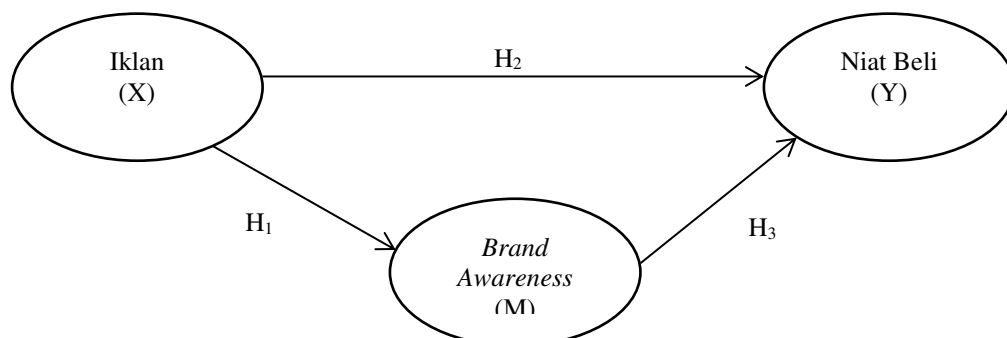 Iklan
(X)
H₂
Niat Beli
(Y)
H₁
Brand
Awareness
(M)
H₃